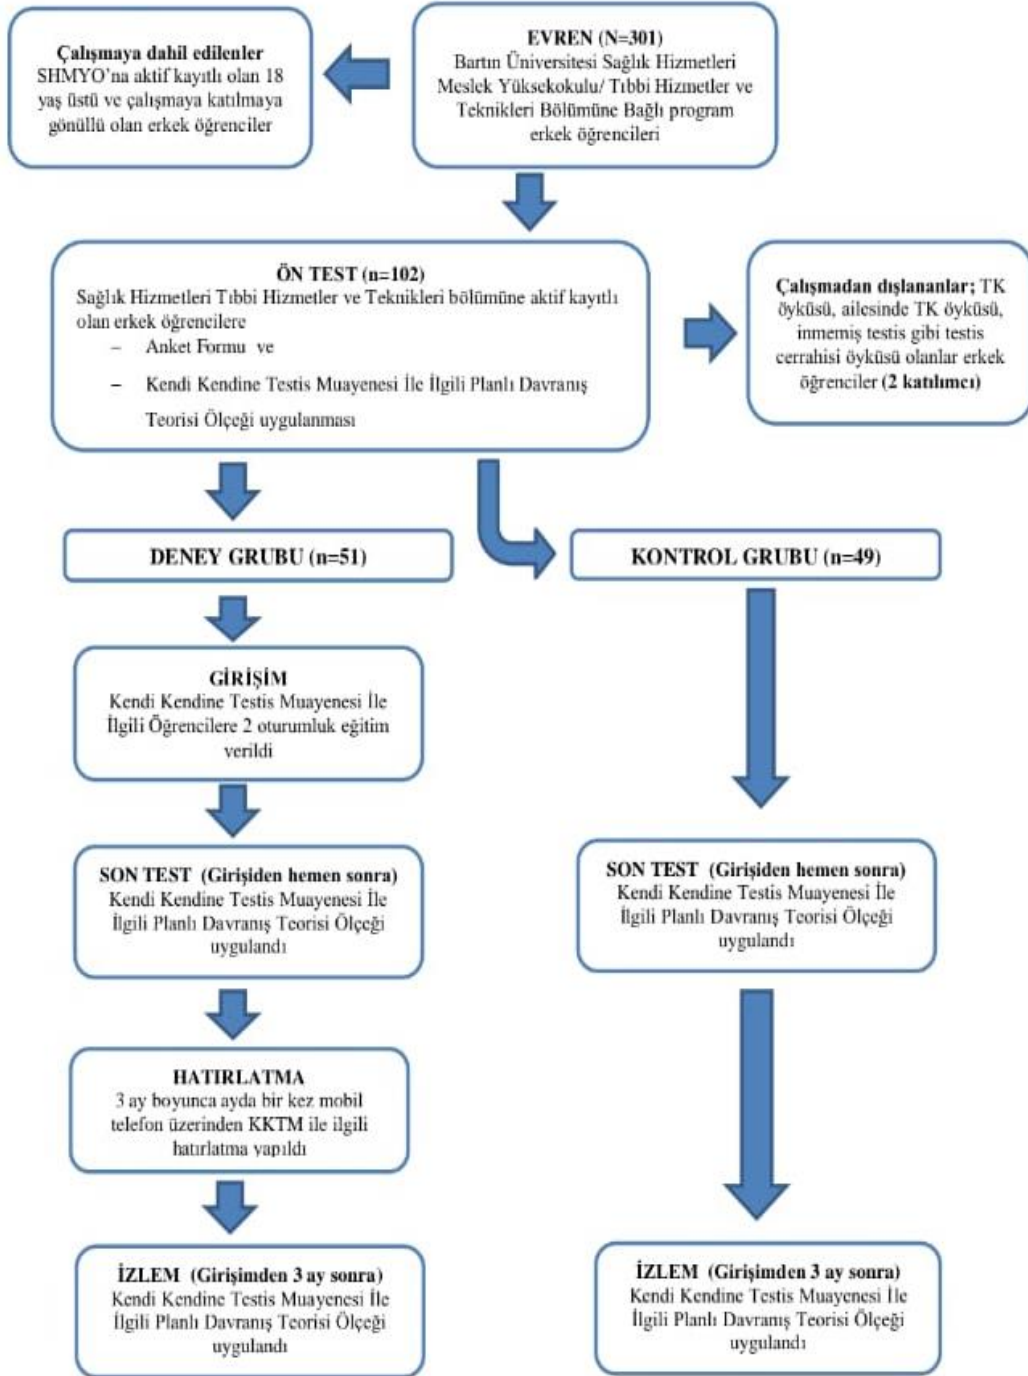 Çalışmaya dahil edilenler
SHMYO'na aktif kayıtlı olan 18
yaş üstü ve çalışmaya katılmaya
gönüllü olan erkek öğrenciler
EVREN (N=301)
Bartın Üniversitesi Sağlık Hizmetleri
Meslek Yüksekokulu/ Tıbbi Hizmetler ve
Teknikleri Bölümüne Bağlı program
erkek öğrencileri
ÖN TEST (n=102)
Sağlık Hizmetleri Tıbbi Hizmetler ve Teknikleri bölümüne aktif kayıtlı
olan erkek öğrencilere
– Anket Formu ve
– Kendi Kendine Testis Muayenesi İle İlgili Planlı Davranış
Teorisi Ölçeği uygulanması
Çalışmadan dışlananlar; TK
öyküsü, ailesinde TK öyküsü,
inmemiş testis gibi testis
cerrahisi öyküsü olanlar erkek
öğrenciler (2 katılımcı)
DENEY GRUBU (n=51)
KONTROL GRUBU (n=49)
GİRİŞİM
Kendi Kendine Testis Muayenesi İle
İlgili Öğrencilere 2 oturumluk eğitim
verildi
SON TEST (Girişiden hemen sonra)
Kendi Kendine Testis Muayenesi İle
İlgili Planlı Davranış Teorisi Ölçeği
uygulandı
SON TEST (Girişiden hemen sonra)
Kendi Kendine Testis Muayenesi İle
İlgili Planlı Davranış Teorisi Ölçeği
uygulandı
HATIRLATMA
3 ay boyunca ayda bir kez mobil
telefon üzerinden KKTM ile ilgili
hatırlatma yapıldı
İZLEM (Girişimden 3 ay sonra)
Kendi Kendine Testis Muayenesi İle
İlgili Planlı Davranış Teorisi Ölçeği
uygulandı
İZLEM (Girişimden 3 ay sonra)
Kendi Kendine Testis Muayenesi İle
İlgili Planlı Davranış Teorisi Ölçeği
uygulandı